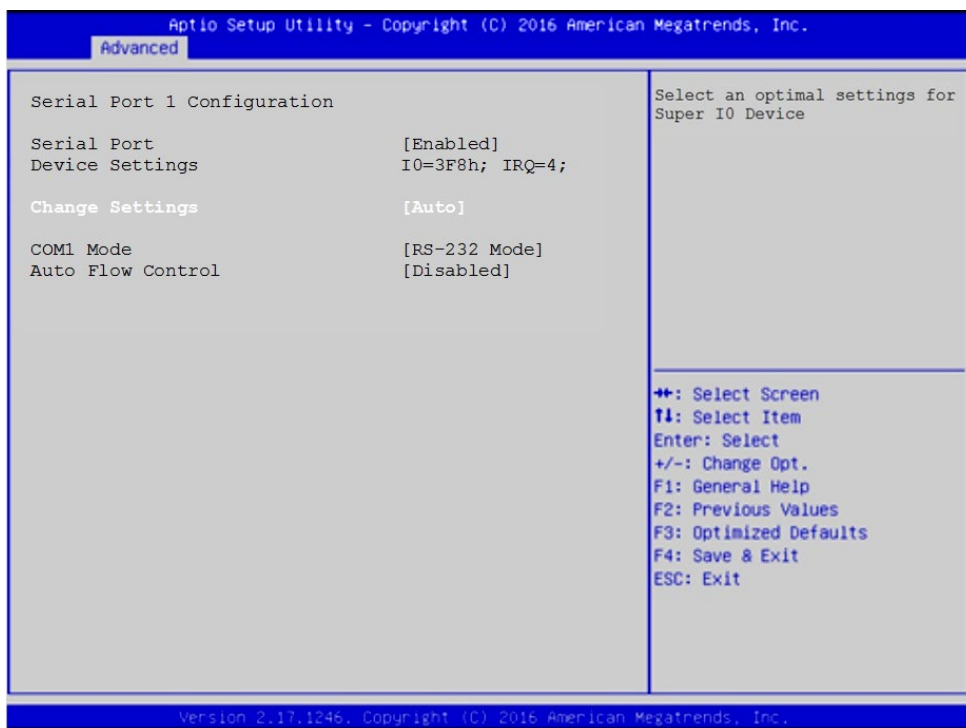 Aptio Setup Utility - Copyright (C) 2016 American Megatrends, Inc.
Advanced
Serial Port 1 Configuration
Serial Port [Enabled]
Device Settings I0=3F8h; IRQ=4;
Change Settings [Auto]
COM1 Mode [RS-232 Mode]
Auto Flow Control [Disabled]
Select an optimal settings for
Super I0 Device
→←: Select Screen
↑↓: Select Item
Enter: Select
+/-: Change Opt.
F1: General Help
F2: Previous Values
F3: Optimized Defaults
F4: Save & Exit
ESC: Exit
Version 2.17.1246. Copyright (C) 2016 American Megatrends, Inc.